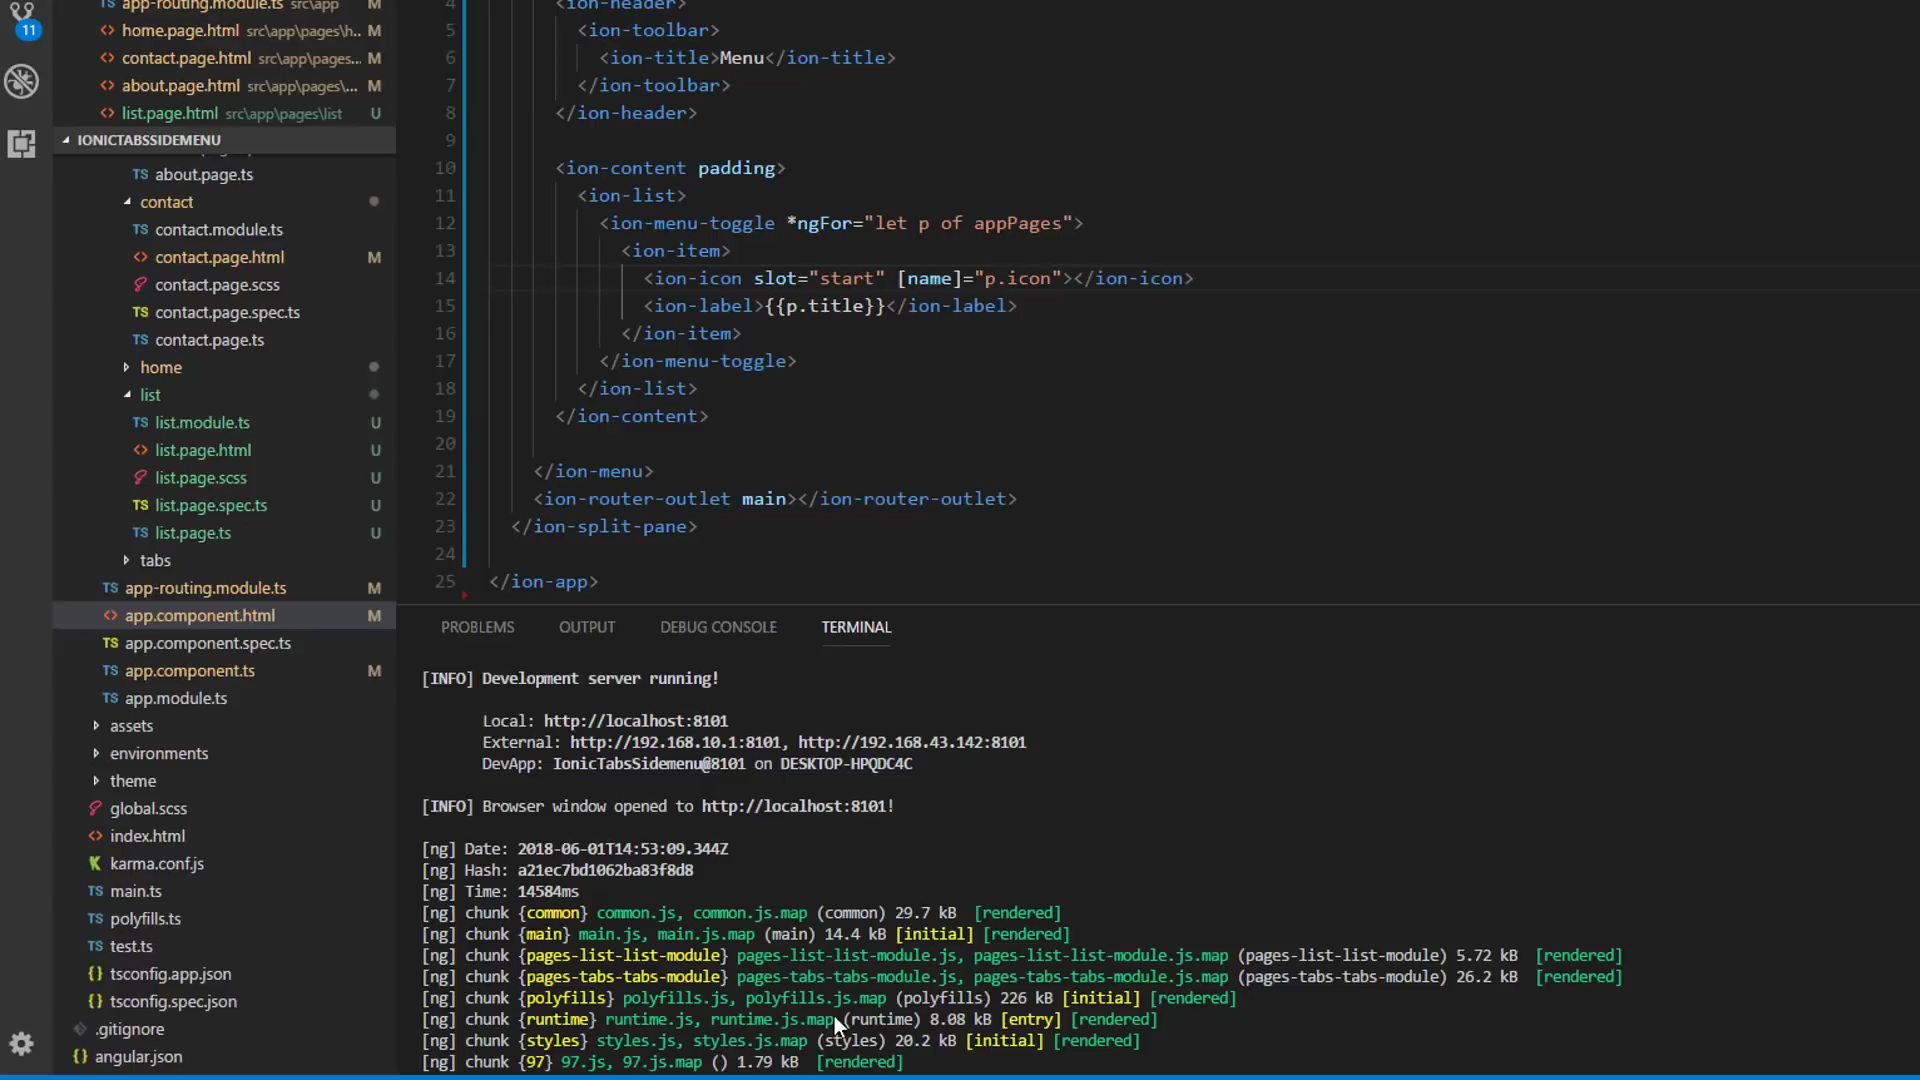 11
app-routing.module.ts src\app M
home.page.html src\app\pages\h... M
contact.page.html src\app\pages... M
about.page.html src\app\pages\... M
list.page.html src\app\pages\list U
IONICTABSSIDEMENU
about.page.ts
contact
contact.module.ts
contact.page.html M
contact.page.scss
contact.page.spec.ts
contact.page.ts
home
list
list.module.ts U
list.page.html U
list.page.scss U
list.page.spec.ts U
list.page.ts U
tabs
app-routing.module.ts M
app.component.html M
app.component.spec.ts
app.component.ts M
app.module.ts
assets
environments
theme
global.scss
index.html
karma.conf.js
main.ts
polyfills.ts
test.ts
tsconfig.app.json
tsconfig.spec.json
.gitignore
angular.json
4 <ion-header>
5 <ion-toolbar>
6 <ion-title>Menu</ion-title>
7 </ion-toolbar>
8 </ion-header>
9
10 <ion-content padding>
11 <ion-list>
12 <ion-menu-toggle *ngFor="let p of appPages">
13 <ion-item>
14 <ion-icon slot="start" [name]="p.icon"></ion-icon>
15 <ion-label>{{p.title}}</ion-label>
16 </ion-item>
17 </ion-menu-toggle>
18 </ion-list>
19 </ion-content>
20
21 </ion-menu>
22 <ion-router-outlet main></ion-router-outlet>
23 </ion-split-pane>
24
25 </ion-app>
PROBLEMS OUTPUT DEBUG CONSOLE TERMINAL
[INFO] Development server running!
Local: http://localhost:8101
External: http://192.168.10.1:8101, http://192.168.43.142:8101
DevApp: IonicTabsSidemenu@8101 on DESKTOP-HPQDC4C
[INFO] Browser window opened to http://localhost:8101!
[ng] Date: 2018-06-01T14:53:09.344Z
[ng] Hash: a21ec7bd1062ba83f8d8
[ng] Time: 14584ms
[ng] chunk {common} common.js, common.js.map (common) 29.7 kB [rendered]
[ng] chunk {main} main.js, main.js.map (main) 14.4 kB [initial] [rendered]
[ng] chunk {pages-list-list-module} pages-list-list-module.js, pages-list-list-module.js.map (pages-list-list-module) 5.72 kB [rendered]
[ng] chunk {pages-tabs-tabs-module} pages-tabs-tabs-module.js, pages-tabs-tabs-module.js.map (pages-tabs-tabs-module) 26.2 kB [rendered]
[ng] chunk {polyfills} polyfills.js, polyfills.js.map (polyfills) 226 kB [initial] [rendered]
[ng] chunk {runtime} runtime.js, runtime.js.map (runtime) 8.08 kB [entry] [rendered]
[ng] chunk {styles} styles.js, styles.js.map (styles) 20.2 kB [initial] [rendered]
[ng] chunk {97} 97.js, 97.js.map () 1.79 kB [rendered]